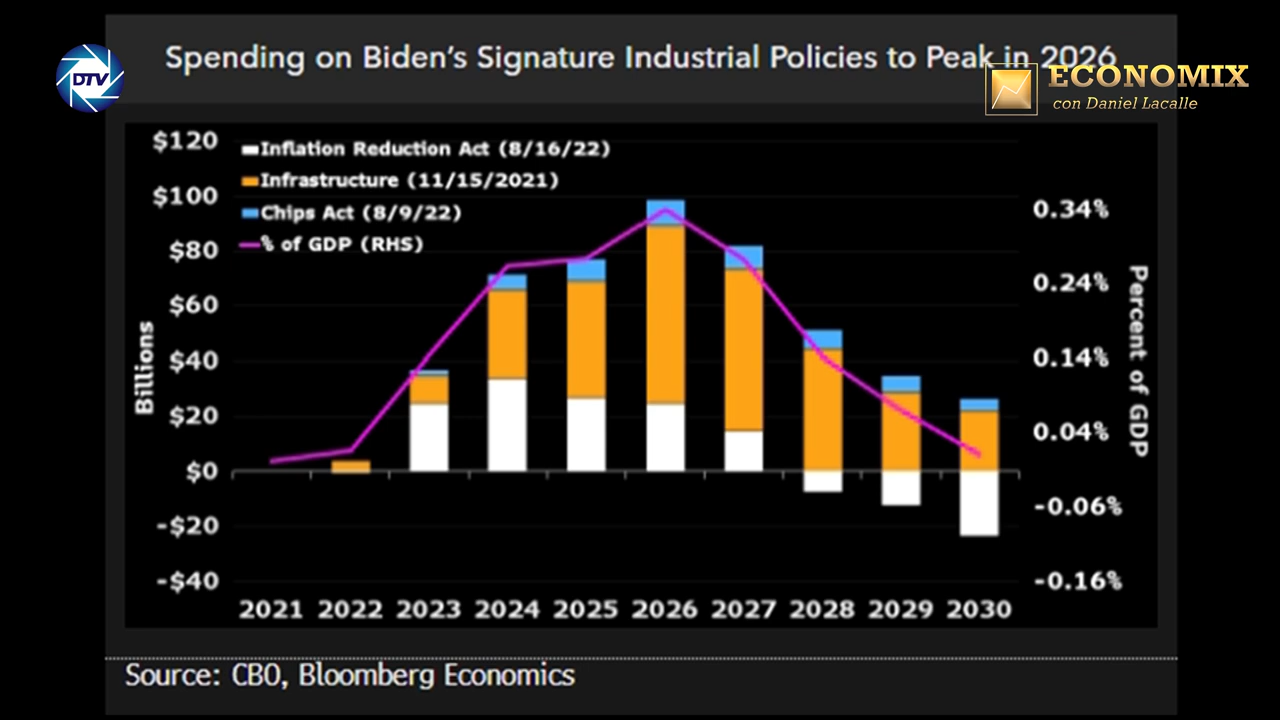 Spending on Biden's Signature Industrial Policies to Peak in 2026
DTV
ECONOMIX
con Daniel Lacalle
$120
$100
$80
$60
$40
$20
$0
-$20
-$40
Billions
Inflation Reduction Act (8/16/22)
Infrastructure (11/15/2021)
Chips Act (8/9/22)
% of GDP (RHS)
0.34%
0.24%
0.14%
0.04%
-0.06%
-0.16%
Percent of GDP
2021 2022 2023 2024 2025 2026 2027 2028 2029 2030
Source: CBO, Bloomberg Economics